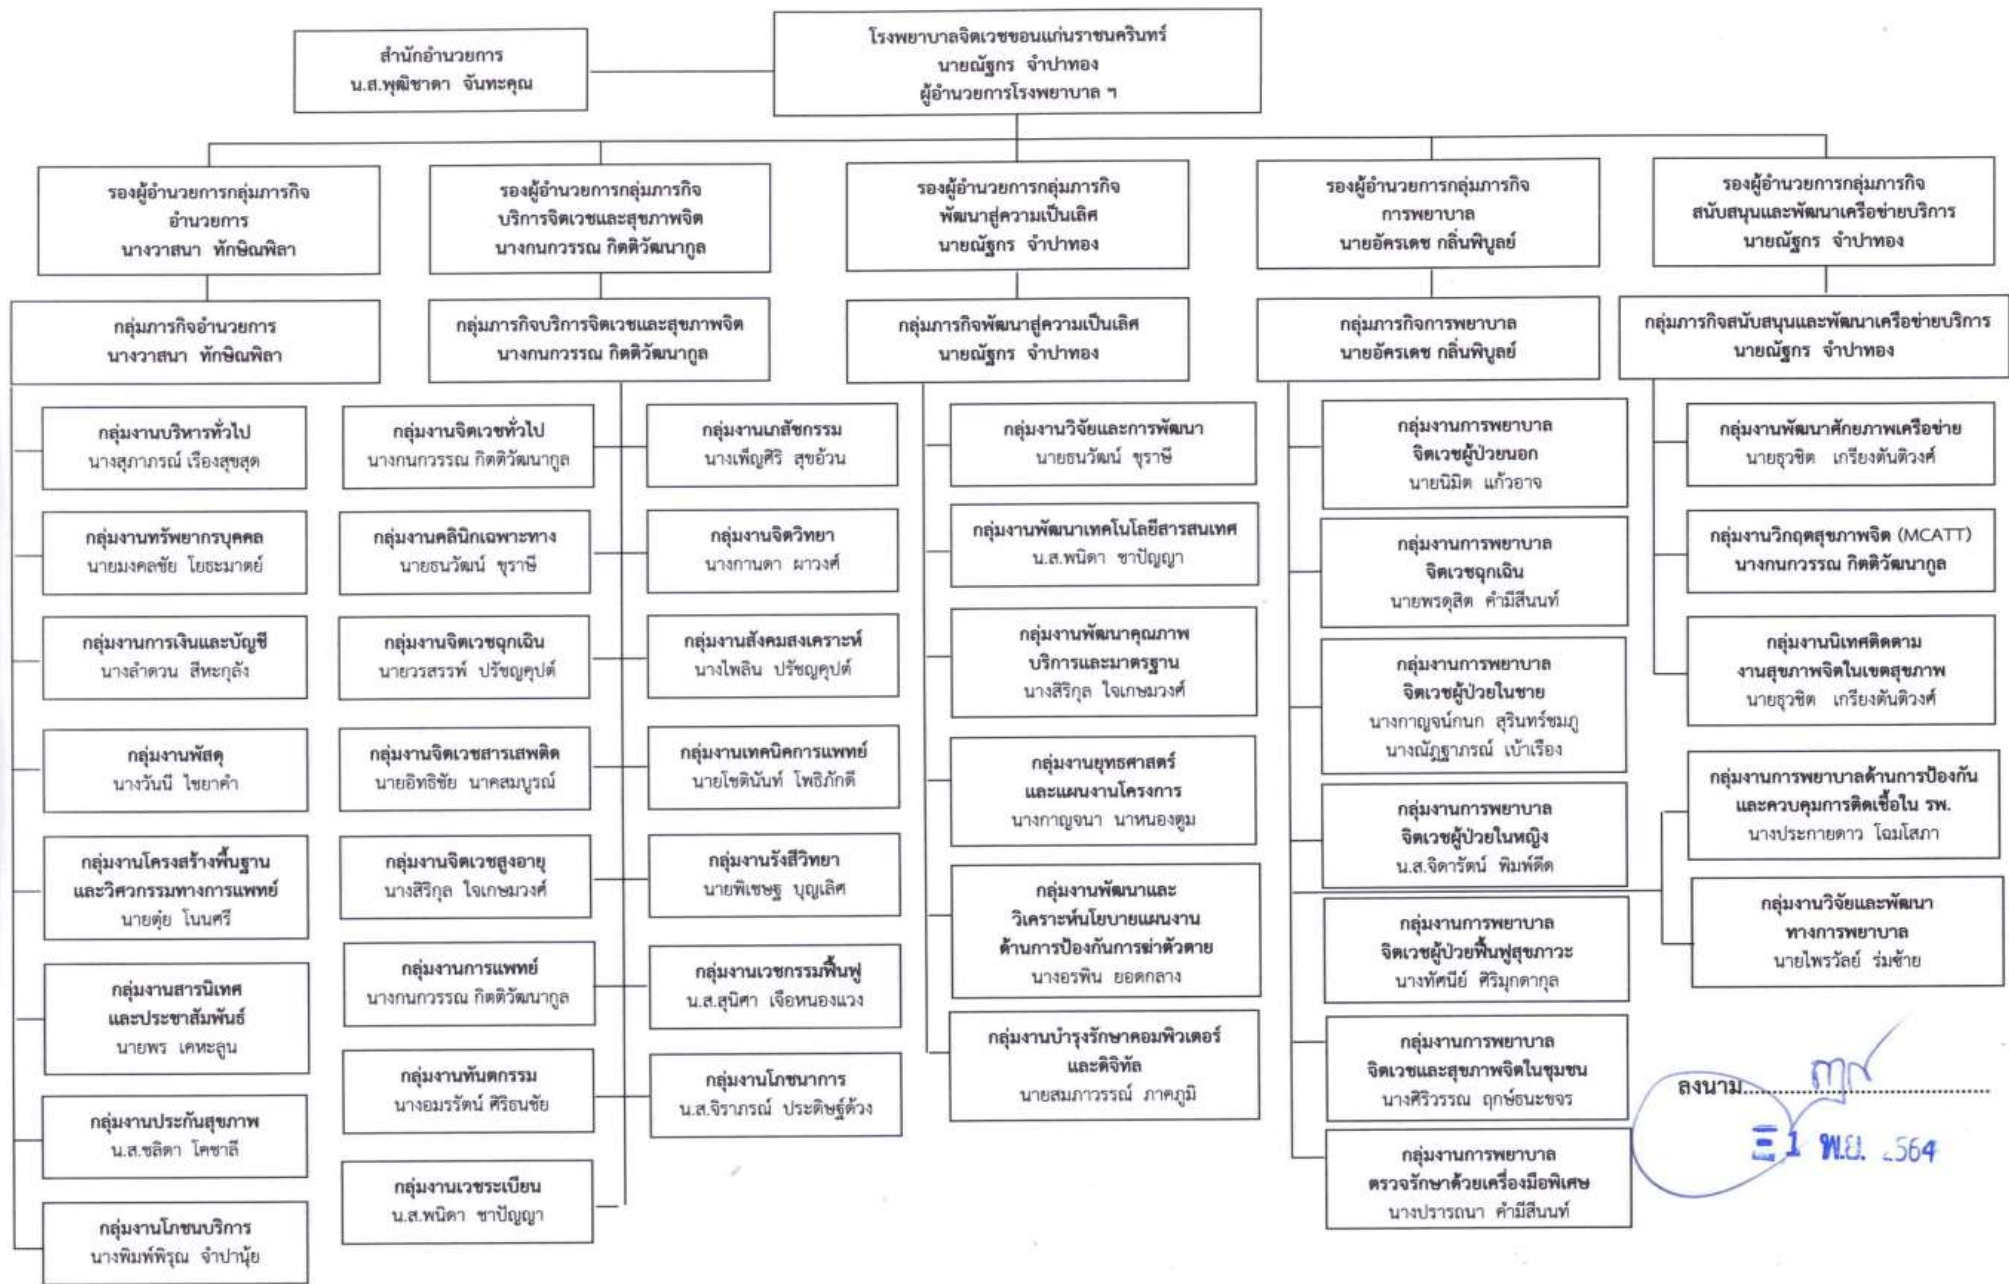 สำนักอำนวยการ
น.ส.พุฒิชาดา จันทะคุณ
โรงพยาบาลจิตเวชขอนแก่นราชนครินทร์
นายณัฐกร จำปาทอง
ผู้อำนวยการโรงพยาบาล ฯ
รองผู้อำนวยการกลุ่มภารกิจ
อำนวยการ
นางวาสนา ทักษิณพิลา
รองผู้อำนวยการกลุ่มภารกิจ
บริการจิตเวชและสุขภาพจิต
นางกนกวรรณ กิตติวัฒนากูล
รองผู้อำนวยการกลุ่มภารกิจ
พัฒนาสู่ความเป็นเลิศ
นายณัฐกร จำปาทอง
รองผู้อำนวยการกลุ่มภารกิจ
การพยาบาล
นายอัครเดช กลิ่นพิบูลย์
รองผู้อำนวยการกลุ่มภารกิจ
สนับสนุนและพัฒนาเครือข่ายบริการ
นายณัฐกร จำปาทอง
กลุ่มภารกิจอำนวยการ
นางวาสนา ทักษิณพิลา
กลุ่มภารกิจบริการจิตเวชและสุขภาพจิต
นางกนกวรรณ กิตติวัฒนากูล
กลุ่มภารกิจพัฒนาสู่ความเป็นเลิศ
นายณัฐกร จำปาทอง
กลุ่มภารกิจการพยาบาล
นายอัครเดช กลิ่นพิบูลย์
กลุ่มภารกิจสนับสนุนและพัฒนาเครือข่ายบริการ
นายณัฐกร จำปาทอง
กลุ่มงานบริหารทั่วไป
นางสุภาภรณ์ เรืองสุขสุด
กลุ่มงานทรัพยากรบุคคล
นายมงคลชัย โยธะมาตย์
กลุ่มงานการเงินและบัญชี
นางลำดวน สีหะกุลัง
กลุ่มงานพัสดุ
นางวันนี ไชยาคำ
กลุ่มงานโครงสร้างพื้นฐาน
และวิศวกรรมทางการแพทย์
นายตุ๋ย โนนศรี
กลุ่มงานสารนิเทศ
และประชาสัมพันธ์
นายพร เคหะลูน
กลุ่มงานประกันสุขภาพ
น.ส.ชลิดา โคชาลี
กลุ่มงานโภชนบริการ
นางพิมพ์พิรุณ จำปานุ้ย
กลุ่มงานจิตเวชทั่วไป
นางกนกวรรณ กิตติวัฒนากูล
กลุ่มงานคลินิกเฉพาะทาง
นายธนวัฒน์ ขุราษี
กลุ่มงานจิตเวชฉุกเฉิน
นายวรสรรพ์ ปรัชญคุปต์
กลุ่มงานจิตเวชสารเสพติด
นายอิทธิชัย นาคสมบูรณ์
กลุ่มงานจิตเวชสูงอายุ
นางสิริกุล ใจเกษมวงศ์
กลุ่มงานการแพทย์
นางกนกวรรณ กิตติวัฒนากูล
กลุ่มงานทันตกรรม
นางอมรรัตน์ ศิริธนชัย
กลุ่มงานเวชระเบียน
น.ส.พนิดา ชาปัญญา
กลุ่มงานเภสัชกรรม
นางเพ็ญศิริ สุขอ้วน
กลุ่มงานจิตวิทยา
นางกานดา ผาวงศ์
กลุ่มงานสังคมสงเคราะห์
นางไพลิน ปรัชญคุปต์
กลุ่มงานเทคนิคการแพทย์
นายโชตินันท์ โพธิภักดี
กลุ่มงานรังสีวิทยา
นายพิเชษฐ บุญเลิศ
กลุ่มงานเวชกรรมฟื้นฟู
น.ส.สุนิศา เจือหนองแวง
กลุ่มงานโภชนาการ
น.ส.จิราภรณ์ ประดิษฐ์ด้วง
กลุ่มงานวิจัยและการพัฒนา
นายธนวัฒน์ ขุราษี
กลุ่มงานพัฒนาเทคโนโลยีสารสนเทศ
น.ส.พนิดา ชาปัญญา
กลุ่มงานพัฒนาคุณภาพ
บริการและมาตรฐาน
นางสิริกุล ใจเกษมวงศ์
กลุ่มงานยุทธศาสตร์
และแผนงานโครงการ
นางกาญจนา นาหนองตูม
กลุ่มงานพัฒนาและ
วิเคราะห์นโยบายแผนงาน
ด้านการป้องกันการฆ่าตัวตาย
นางอรพิน ยอดกลาง
กลุ่มงานบำรุงรักษาคอมพิวเตอร์
และดิจิทัล
นายสมภาวรรณ์ ภาคภูมิ
กลุ่มงานการพยาบาล
จิตเวชผู้ป่วยนอก
นายนิมิต แก้วอาจ
กลุ่มงานการพยาบาล
จิตเวชฉุกเฉิน
นายพรดุสิต คำมีสีนนท์
กลุ่มงานการพยาบาล
จิตเวชผู้ป่วยในชาย
นางกาญจน์กนก สุรินทร์ชมภู
นางณัฏฐาภรณ์ เบ้าเรือง
กลุ่มงานการพยาบาล
จิตเวชผู้ป่วยในหญิง
น.ส.จิดารัตน์ พิมพ์ดีด
กลุ่มงานการพยาบาล
จิตเวชผู้ป่วยฟื้นฟูสุขภาวะ
นางทัศนีย์ ศิริมุกดากุล
กลุ่มงานการพยาบาล
จิตเวชและสุขภาพจิตในชุมชน
นางศิริวรรณ ฤกษ์ธนะขจร
กลุ่มงานการพยาบาล
ตรวจรักษาด้วยเครื่องมือพิเศษ
นางปรารถนา คำมีสีนนท์
กลุ่มงานพัฒนาศักยภาพเครือข่าย
นายธุวชิต เกรียงตันติวงศ์
กลุ่มงานวิกฤตสุขภาพจิต (MCATT)
นางกนกวรรณ กิตติวัฒนากูล
กลุ่มงานนิเทศติดตาม
งานสุขภาพจิตในเขตสุขภาพ
นายธุวชิต เกรียงตันติวงศ์
กลุ่มงานการพยาบาลด้านการป้องกัน
และควบคุมการติดเชื้อใน รพ.
นางประกายดาว โฉมโสภา
กลุ่มงานวิจัยและพัฒนา
ทางการพยาบาล
นายไพรวัลย์ ร่มซ้าย
ลงนาม
1 พ.ย. 2564